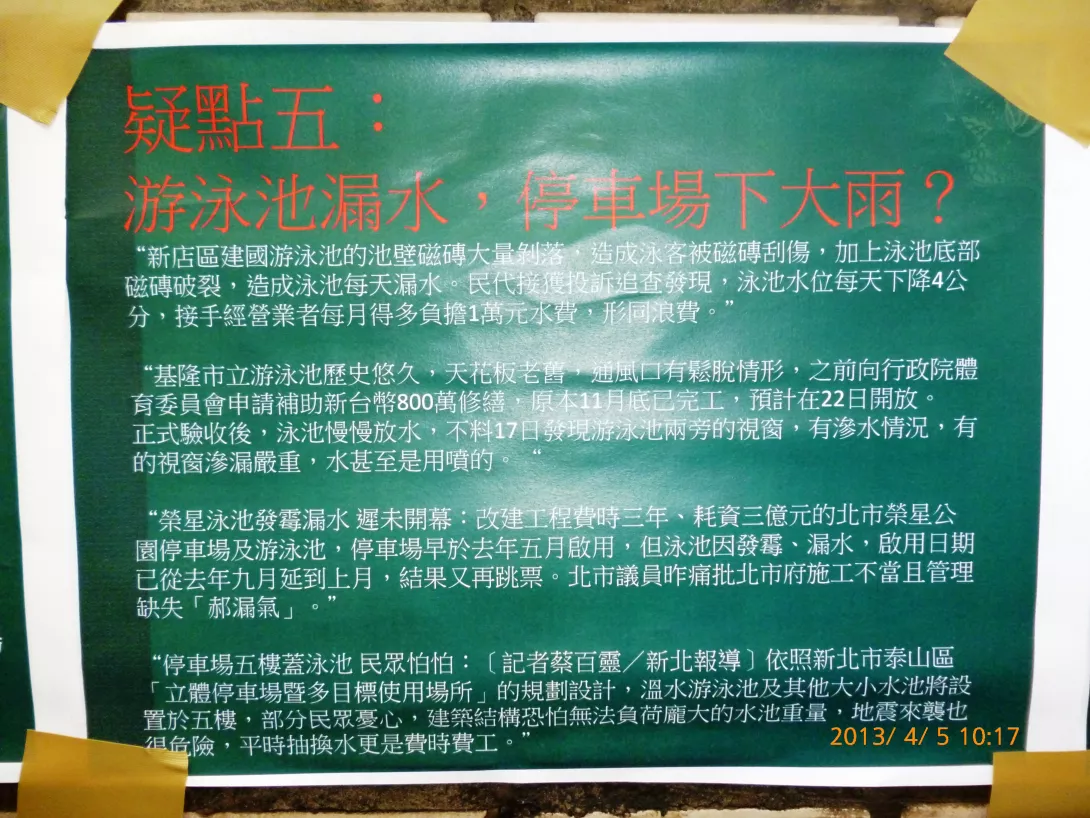 疑點五：
游泳池漏水，停車場下大雨？
“新店區建國游泳池的池壁磁磚大量剝落，造成泳客被磁磚刮傷，加上泳池底部
磁磚破裂，造成泳池每天漏水。民代接獲投訴追查發現，泳池水位每天下降4公
分，接手經營業者每月得多負擔1萬元水費，形同浪費。”
“基隆市立游泳池歷史悠久，天花板老舊，通風口有鬆脫情形，之前向行政院體
育委員會申請補助新台幣800萬修繕，原本11月底已完工，預計在22日開放。
正式驗收後，泳池慢慢放水，不料17日發現游泳池兩旁的視窗，有滲水情況，有
的視窗滲漏嚴重，水甚至是用噴的。“
“榮星泳池發霉漏水 遲未開幕：改建工程費時三年、耗資三億元的北市榮星公
園停車場及游泳池，停車場早於去年五月啟用，但泳池因發霉、漏水，啟用日期
已從去年九月延到上月，結果又再跳票。北市議員昨痛批北市府施工不當且管理
缺失「郝漏氣」。”
“停車場五樓蓋泳池 民眾怕怕：〔記者蔡百靈／新北報導〕依照新北市泰山區
「立體停車場暨多目標使用場所」的規劃設計，溫水游泳池及其他大小水池將設
置於五樓，部分民眾憂心，建築結構恐怕無法負荷龐大的水池重量，地震來襲也
很危險，平時抽換水更是費時費工。”
2013/ 4/ 5 10:17